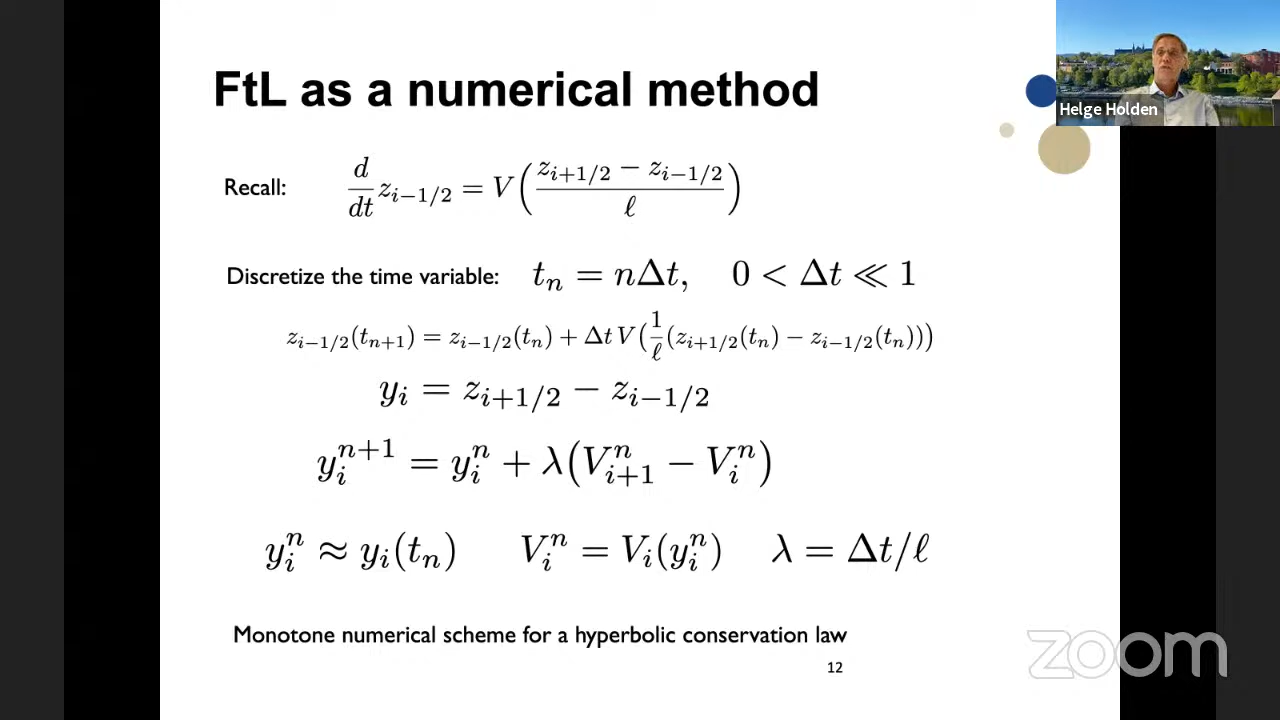 FtL as a numerical method
Helge Holden
Recall: d/dt z_{i−1/2} = V( (z_{i+1/2} − z_{i−1/2}) / ℓ )
Discretize the time variable: t_n = nΔt, 0 < Δt ≪ 1
z_{i−1/2}(t_{n+1}) = z_{i−1/2}(t_n) + Δt V( 1/ℓ (z_{i+1/2}(t_n) − z_{i−1/2}(t_n)))
y_i = z_{i+1/2} − z_{i−1/2}
y_i^{n+1} = y_i^n + λ(V_{i+1}^n − V_i^n)
y_i^n ≈ y_i(t_n) V_i^n = V_i(y_i^n) λ = Δt/ℓ
Monotone numerical scheme for a hyperbolic conservation law
12
zoom